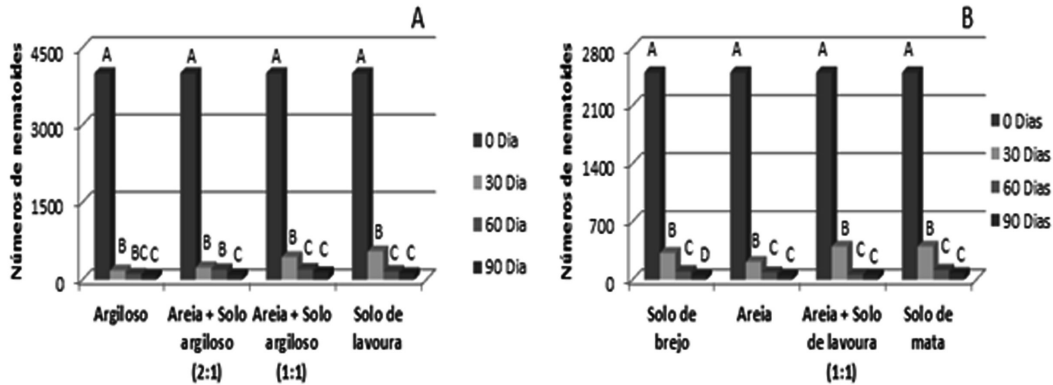 A
Números de nematoides
4500
3000
1500
0
A
B
BC
C
A
B
B
C
A
B
C
C
A
B
C
C
Argiloso
Areia + Solo
argiloso
(2:1)
Areia + Solo
argiloso
(1:1)
Solo de
lavoura
0 Dia
30 Dia
60 Dia
90 Dia
B
Números de nematoides
2800
2100
1400
700
0
A
B
C
D
A
B
C
C
A
B
C
C
A
B
C
C
Solo de
brejo
Areia
Areia + Solo
de lavoura
(1:1)
Solo de
mata
0 Dias
30 Dias
60 Dias
90 Dias